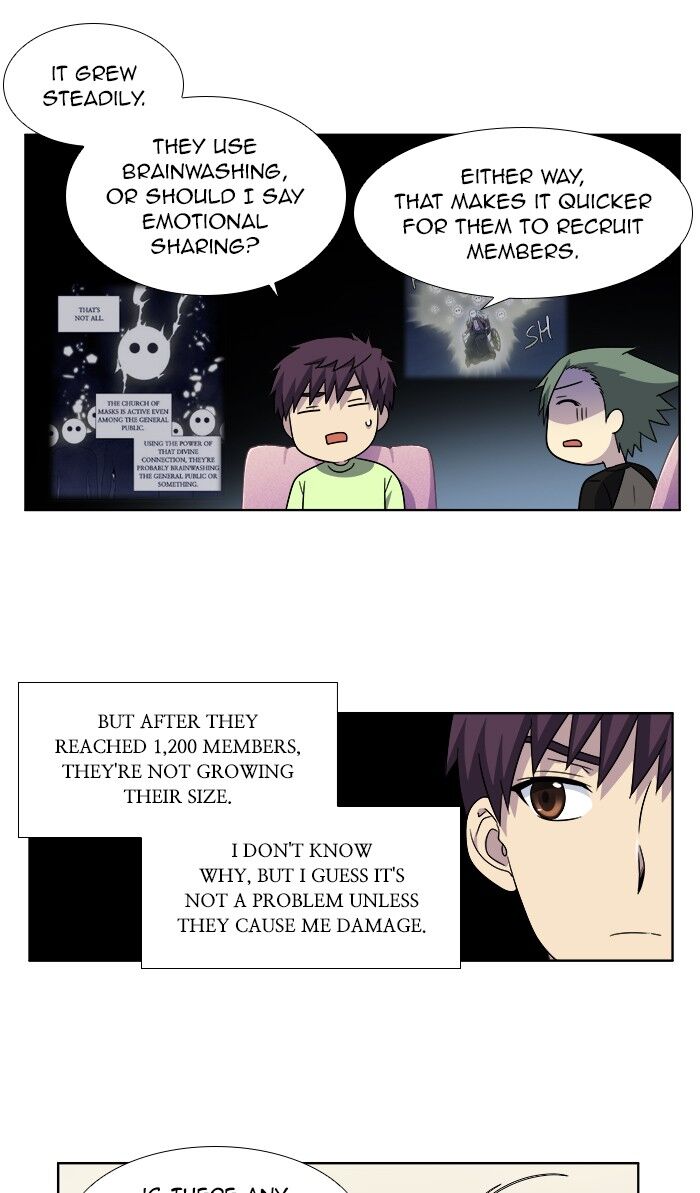 IT GREW
STEADILY.
THEY USE
BRAINWASHING,
OR SHOULD I SAY
EMOTIONAL
SHARING?
EITHER WAY,
THAT MAKES IT QUICKER
FOR THEM TO RECRUIT
MEMBERS.
THAT'S
NOT ALL.
THE CHURCH OF
MASKS IS ACTIVE EVEN
AMONG THE GENERAL
PUBLIC.
USING THE POWER OF
THAT DIVINE
CONNECTION, THEY'RE
PROBABLY BRAINWASHING
THE GENERAL PUBLIC OR
SOMETHING.
SH
BUT AFTER THEY
REACHED 1,200 MEMBERS,
THEY'RE NOT GROWING
THEIR SIZE.
I DON'T KNOW
WHY, BUT I GUESS IT'S
NOT A PROBLEM UNLESS
THEY CAUSE ME DAMAGE.
IS THERE ANY